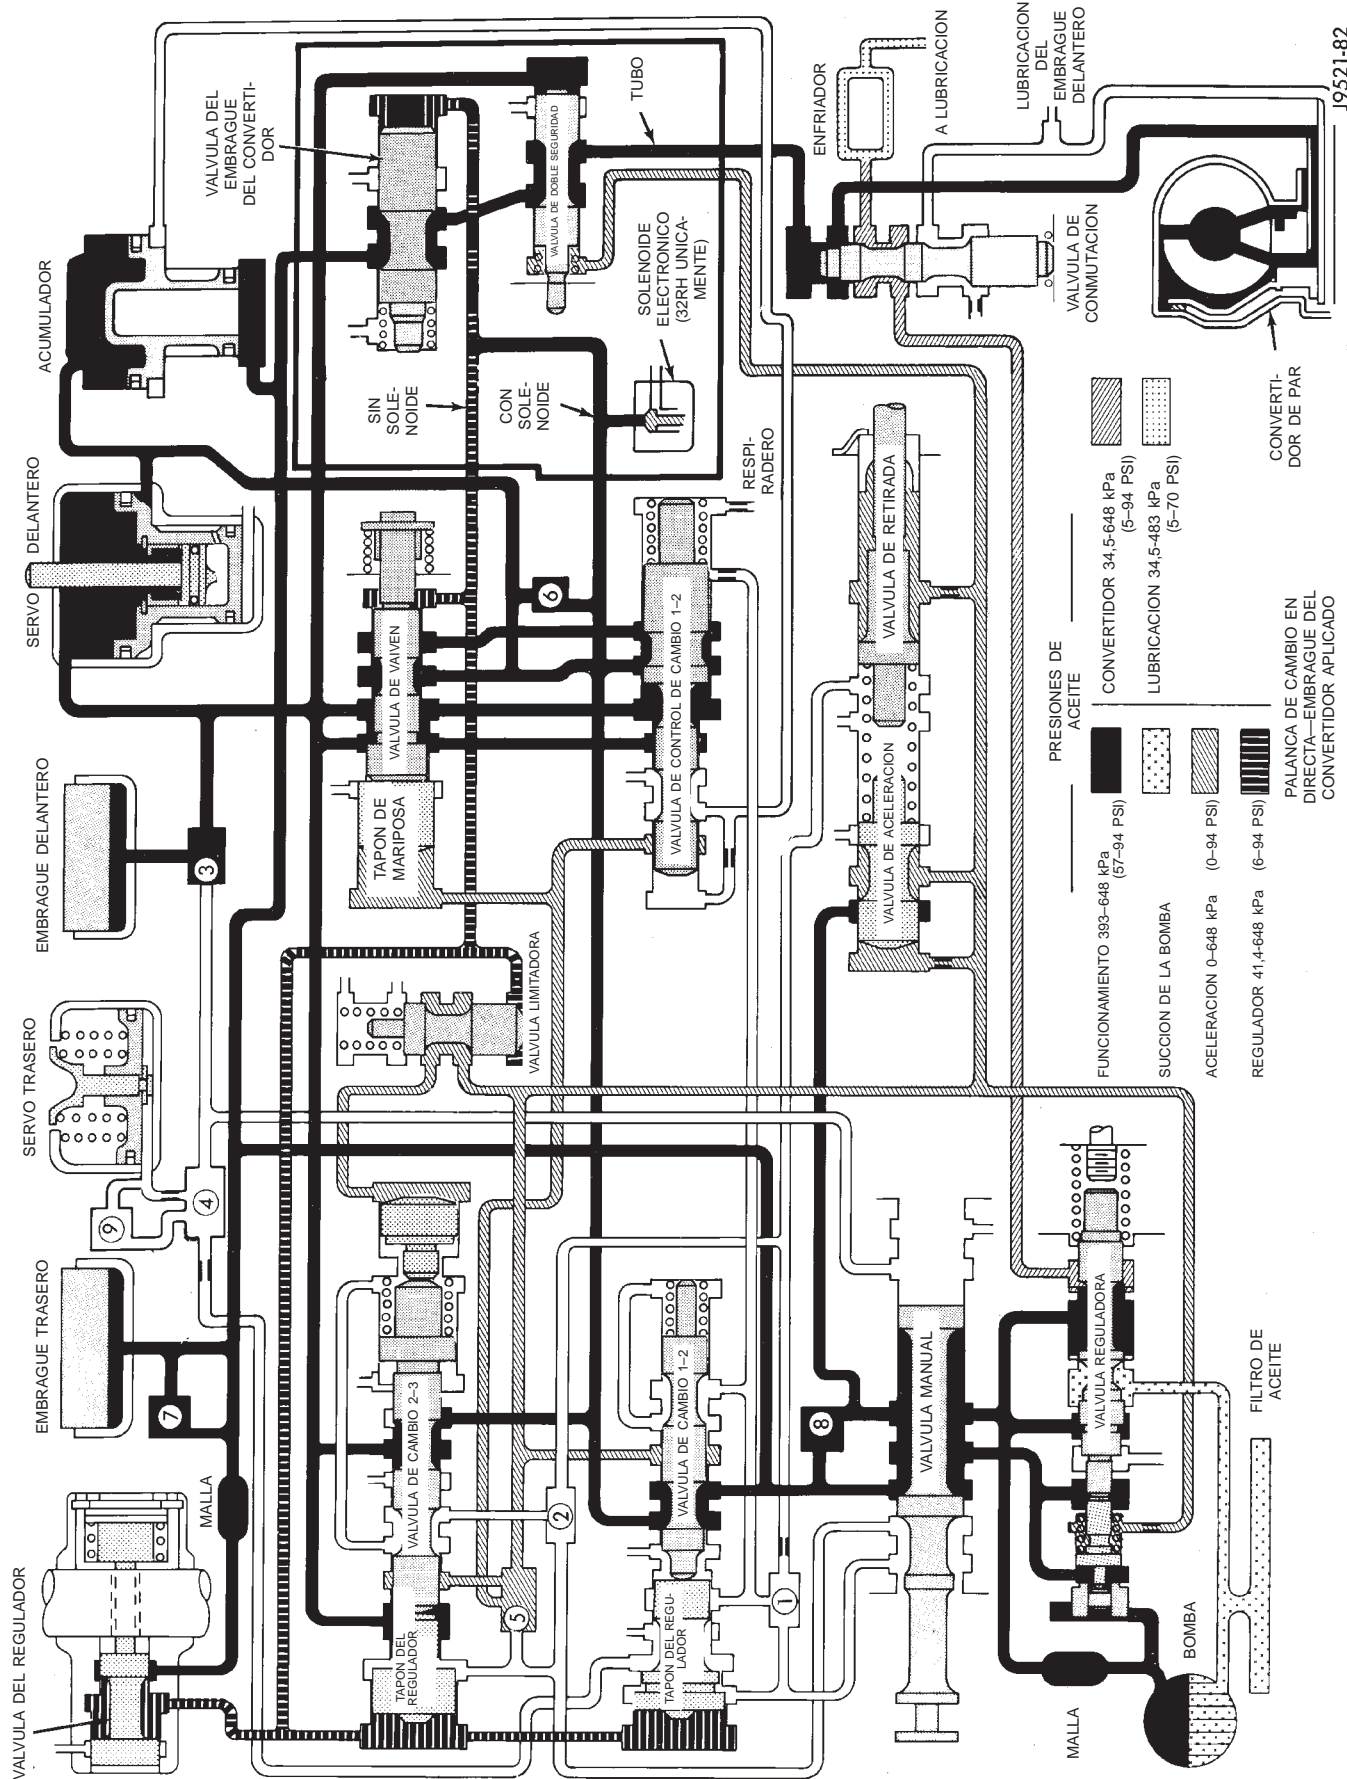 VALVULA DEL REGULADOR
EMBRAGUE TRASERO
SERVO TRASERO
EMBRAGUE DELANTERO
SERVO DELANTERO
ACUMULADOR
VALVULA DEL
EMBRAGUE
DEL CONVERTI-
DOR
MALLA
7
9
4
3
6
SIN
SOLE-
NOIDE
CON
SOLE-
NOIDE
SOLENOIDE
ELECTRONICO
(32RH UNICA-
MENTE)
VALVULA DE DOBLE SEGURIDAD
TUBO
TAPON DEL
REGULADOR
VALVULA DE CAMBIO 2–3
VALVULA LIMITADORA
TAPON DE
MARIPOSA
VALVULA DE VAIVEN
5
2
TAPON DEL REGU-
LADOR
VALVULA DE CAMBIO 1–2
VALVULA DE CONTROL DE CAMBIO 1–2
RESPI-
RADERO
1
8
VALVULA MANUAL
VALVULA DE ACELERACION
VALVULA DE RETIRADA
ENFRIADOR
A LUBRICACION
LUBRICACION
DEL
EMBRAGUE
DELANTERO
VALVULA DE
CONMUTACION
CONVERTI-
DOR DE PAR
MALLA
BOMBA
VALVULA REGULADORA
FILTRO DE
ACEITE
PRESIONES DE
ACEITE
FUNCIONAMIENTO 393–648 kPa
(57–94 PSI)
SUCCION DE LA BOMBA
ACELERACION 0–648 kPa (0–94 PSI)
REGULADOR 41,4-648 kPa (6–94 PSI)
CONVERTIDOR 34,5-648 kPa
(5–94 PSI)
LUBRICACION 34,5-483 kPa
(5–70 PSI)
PALANCA DE CAMBIO EN
DIRECTA—EMBRAGUE DEL
CONVERTIDOR APLICADO
J9521-82